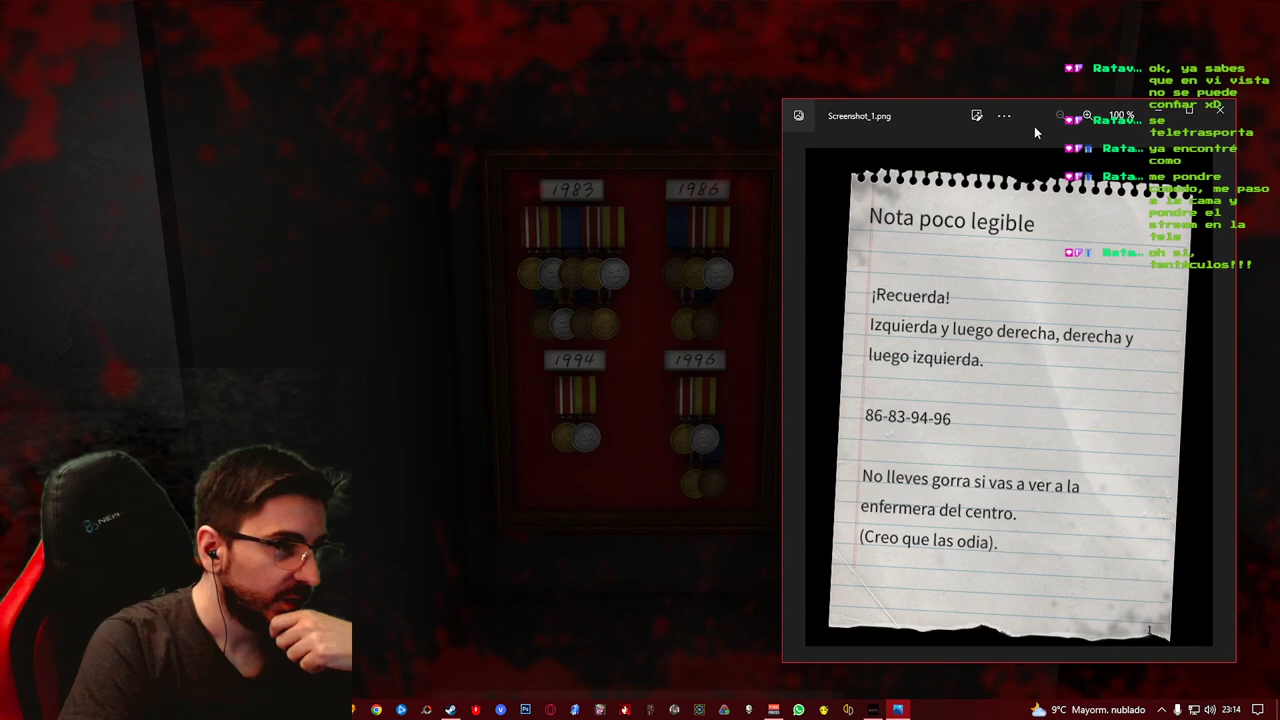 Screenshot_1.png
100 %
1983
1986
1994
1996
Nota poco legible
¡Recuerda!
Izquierda y luego derecha, derecha y
luego izquierda.
86-83-94-96
No lleves gorra si vas a ver a la
enfermera del centro.
(Creo que las odia).
1
Ratav… ok, ya sabes
que en vi vista
no se puede
confiar xD
Ratav… se
teletrasporta
Rata… ya encontré
como
Rata… me pondre
comodo, me paso
a la cama y
pondre el
stream en la
tele
Rata… oh si,
tentáculos!!!
NEW
9°C Mayorm. nublado
23:14